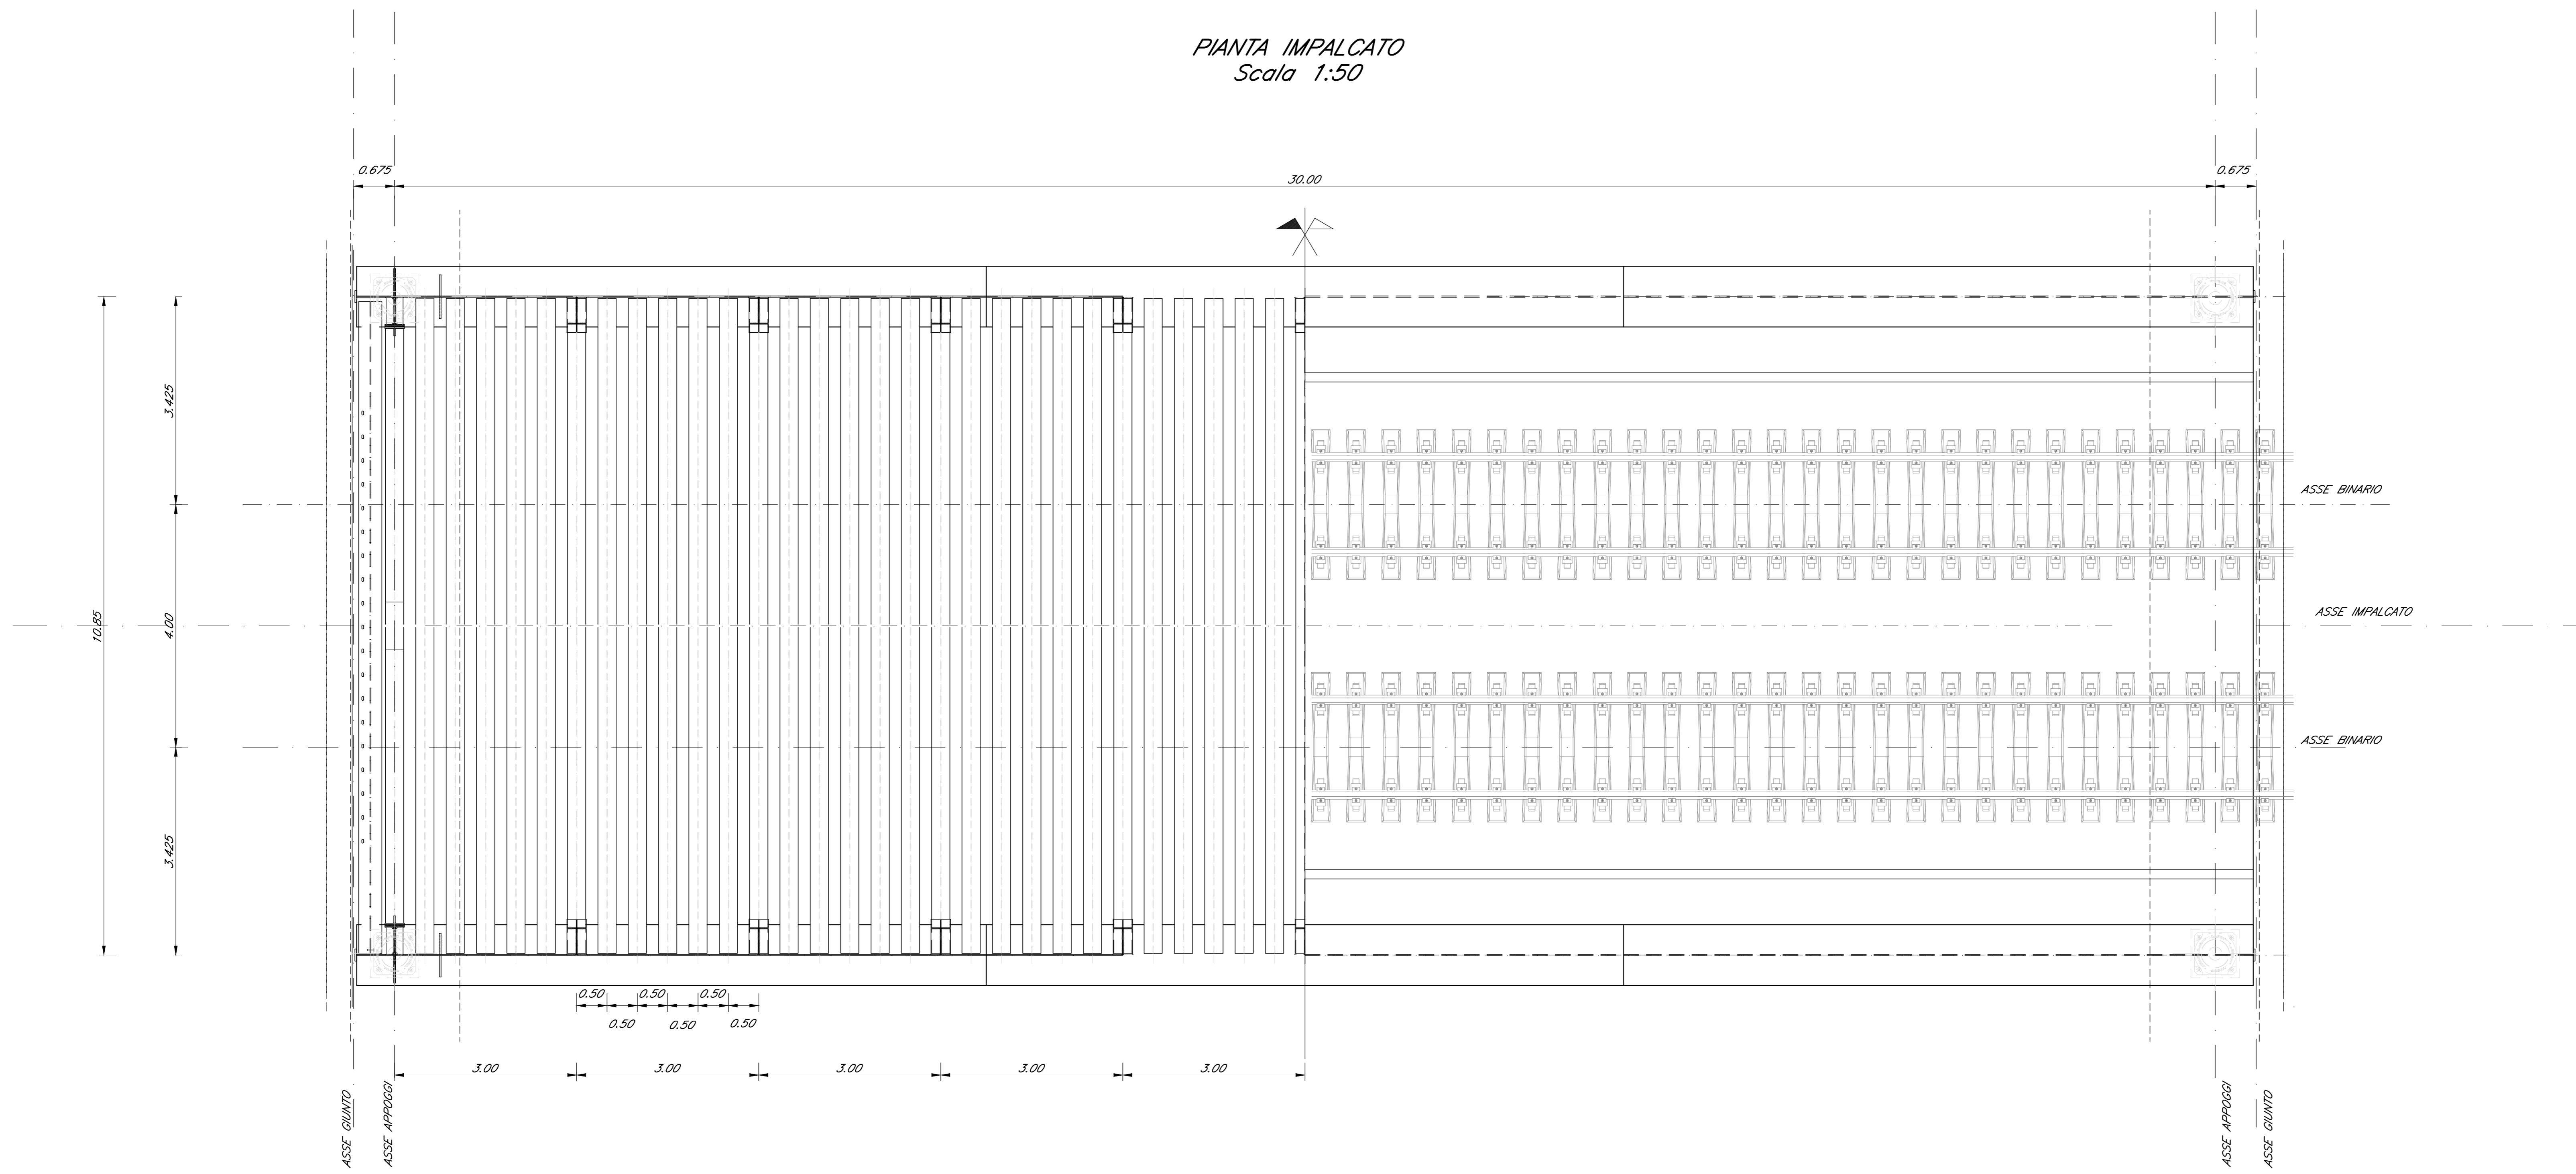 PIANTA IMPALCATO
Scala 1:50
0.675
30.00
0.675
10.85
3.425
4.00
3.425
ASSE BINARIO
ASSE IMPALCATO
ASSE BINARIO
0.50
0.50
0.50
0.50
0.50
0.50
3.00
3.00
3.00
3.00
3.00
ASSE GIUNTO
ASSE APPOGGI
ASSE APPOGGI
ASSE GIUNTO